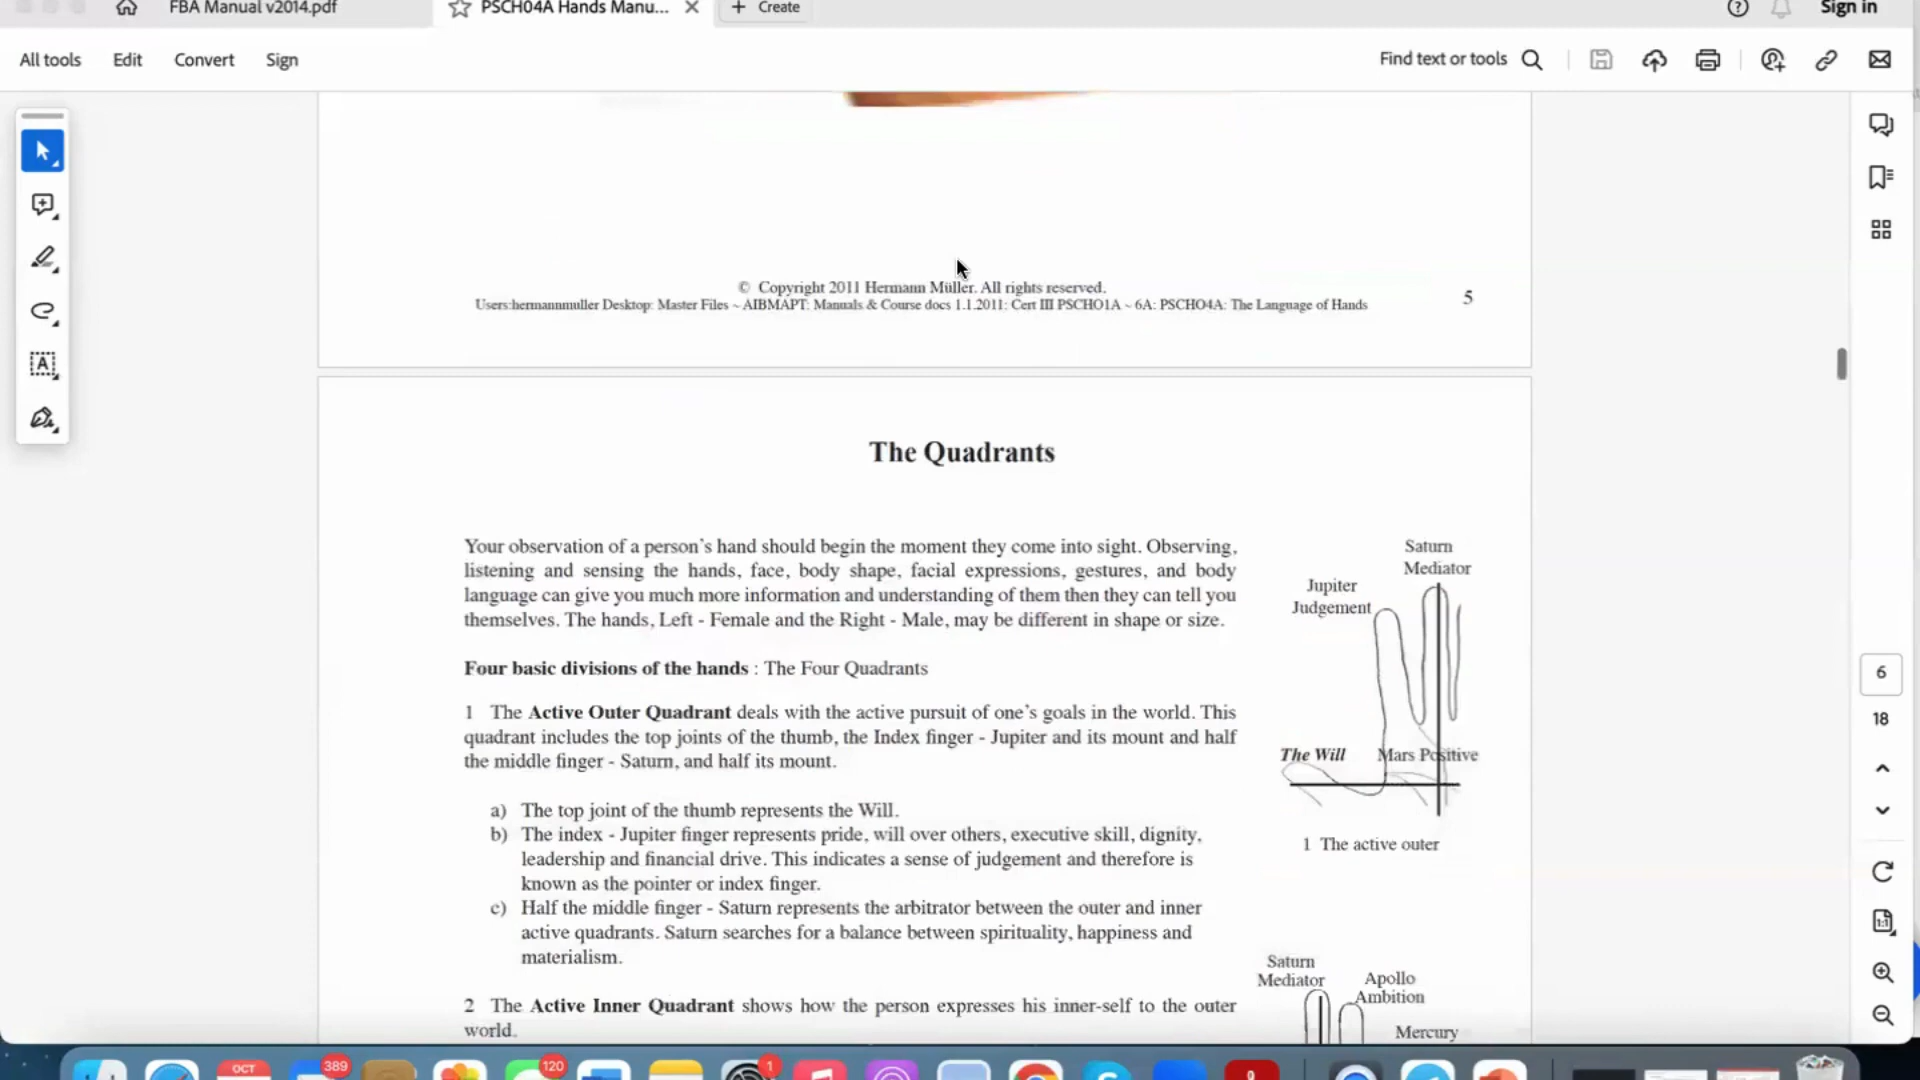 FBA Manual v2014.pdf
PSCH04A Hands Manu...
Create
Sign in
All tools
Edit
Convert
Sign
Find text or tools
© Copyright 2011 Hermann Müller. All rights reserved.
Users:hermannmuller Desktop: Master Files ~ AIBMAPT: Manuals & Course docs 1.1.2011: Cert III PSCHO1A ~ 6A: PSCHO4A: The Language of Hands
5
The Quadrants
Your observation of a person's hand should begin the moment they come into sight. Observing,
listening and sensing the hands, face, body shape, facial expressions, gestures, and body
language can give you much more information and understanding of them then they can tell you
themselves. The hands, Left - Female and the Right - Male, may be different in shape or size.
Four basic divisions of the hands : The Four Quadrants
1 The Active Outer Quadrant deals with the active pursuit of one's goals in the world. This
quadrant includes the top joints of the thumb, the Index finger - Jupiter and its mount and half
the middle finger - Saturn, and half its mount.
a) The top joint of the thumb represents the Will.
b) The index - Jupiter finger represents pride, will over others, executive skill, dignity,
leadership and financial drive. This indicates a sense of judgement and therefore is
known as the pointer or index finger.
c) Half the middle finger - Saturn represents the arbitrator between the outer and inner
active quadrants. Saturn searches for a balance between spirituality, happiness and
materialism.
2 The Active Inner Quadrant shows how the person expresses his inner-self to the outer
world.
Saturn
Mediator
Jupiter
Judgement
The Will
Mars Positive
1 The active outer
Saturn
Mediator
Apollo
Ambition
Mercury
6
18
1:1
OCT
389
120
1